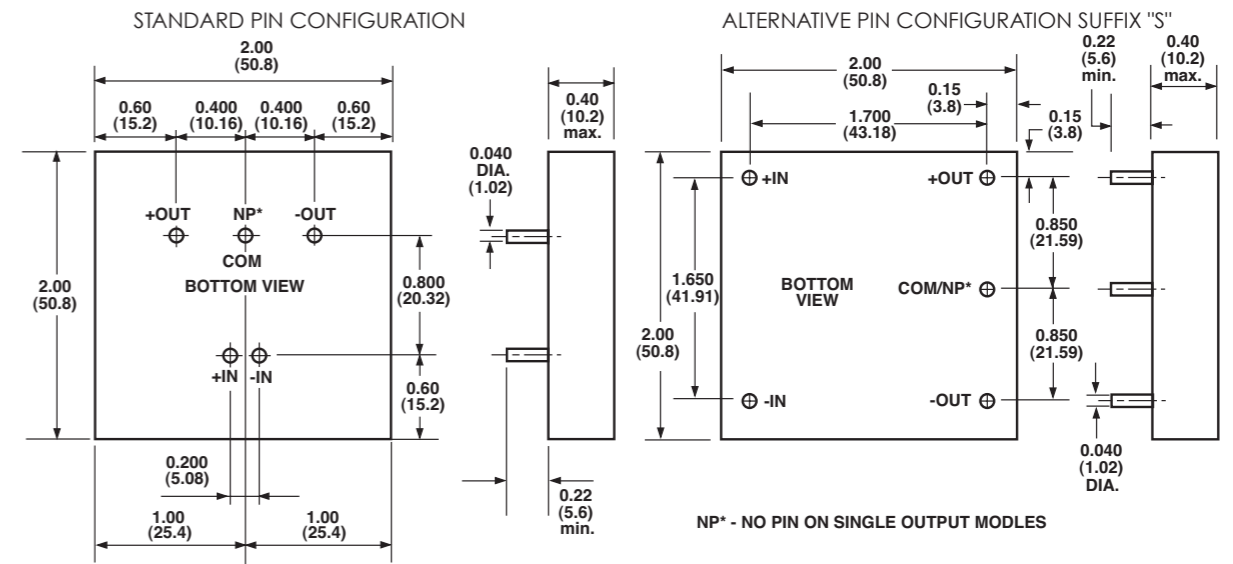 STANDARD PIN CONFIGURATION
2.00
(50.8)
0.60
(15.2)
0.400
(10.16)
0.400
(10.16)
0.60
(15.2)
0.40
(10.2)
max.
0.040
DIA.
(1.02)
+OUT
NP*
-OUT
COM
BOTTOM VIEW
2.00
(50.8)
0.800
(20.32)
+IN
-IN
0.60
(15.2)
0.200
(5.08)
1.00
(25.4)
1.00
(25.4)
0.22
(5.6)
min.
ALTERNATIVE PIN CONFIGURATION SUFFIX "S"
2.00
(50.8)
0.15
(3.8)
1.700
(43.18)
0.15
(3.8)
0.22
(5.6)
min.
0.40
(10.2)
max.
+IN
+OUT
0.850
(21.59)
1.650
(41.91)
BOTTOM
VIEW
COM/NP*
2.00
(50.8)
0.850
(21.59)
-IN
-OUT
0.040
(1.02)
DIA.
NP* - NO PIN ON SINGLE OUTPUT MODLES